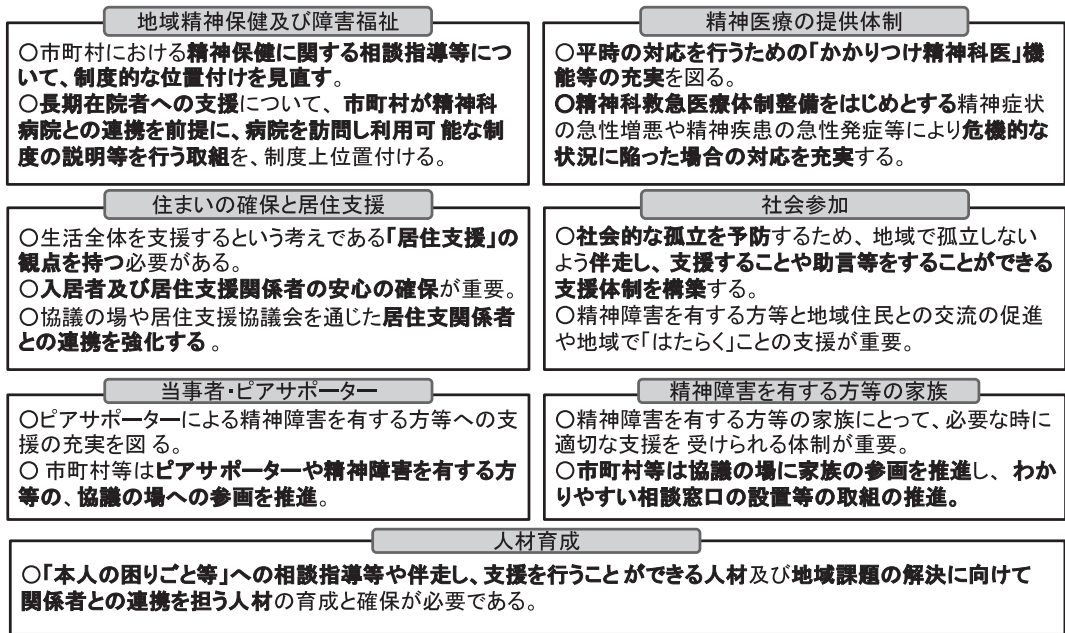 地域精神保健及び障害福祉
○市町村における精神保健に関する相談指導等につ
いて、制度的な位置付けを見直す。
○長期在院者への支援について、市町村が精神科
病院との連携を前提に、病院を訪問し利用可 能な制
度の説明等を行う取組を、制度上位置付ける。
精神医療の提供体制
○平時の対応を行うための「かかりつけ精神科医」機
能等の充実を図る。
○精神科救急医療体制整備をはじめとする精神症状
の急性増悪や精神疾患の急性発症等により危機的な
状況に陥った場合の対応を充実する。
住まいの確保と居住支援
○生活全体を支援するという考えである「居住支援」の
観点を持つ必要がある。
○入居者及び居住支援関係者の安心の確保が重要。
○協議の場や居住支援協議会を通じた居住支関係者
との連携を強化する 。
社会参加
○社会的な孤立を予防するため、地域で孤立しない
よう伴走し、支援することや助言等をすることができる
支援体制を構築する。
○精神障害を有する方等と地域住民との交流の促進
や地域で「はたらく」ことの支援が重要。
当事者・ピアサポーター
○ピアサポーターによる精神障害を有する方等への支
援の充実を図 る。
○ 市町村等はピアサポーターや精神障害を有する方
等の、協議の場への参画を推進。
精神障害を有する方等の家族
○精神障害を有する方等の家族にとって、必要な時に
適切な支援を 受けられる体制が重要。
○市町村等は協議の場に家族の参画を推進し、 わか
りやすい相談窓口の設置等の取組の推進。
人材育成
○「本人の困りごと等」への相談指導等や伴走し、支援を行うこと ができる人材及び地域課題の解決に向けて
関係者との連携を担う人材の育成と確保が必要である。